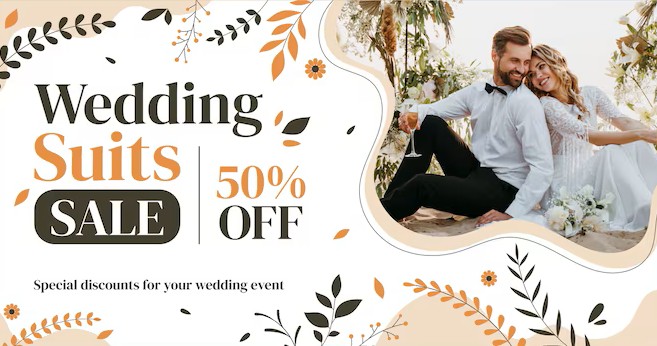 Wedding
Suits
SALE
50%
OFF
Special discounts for your wedding event